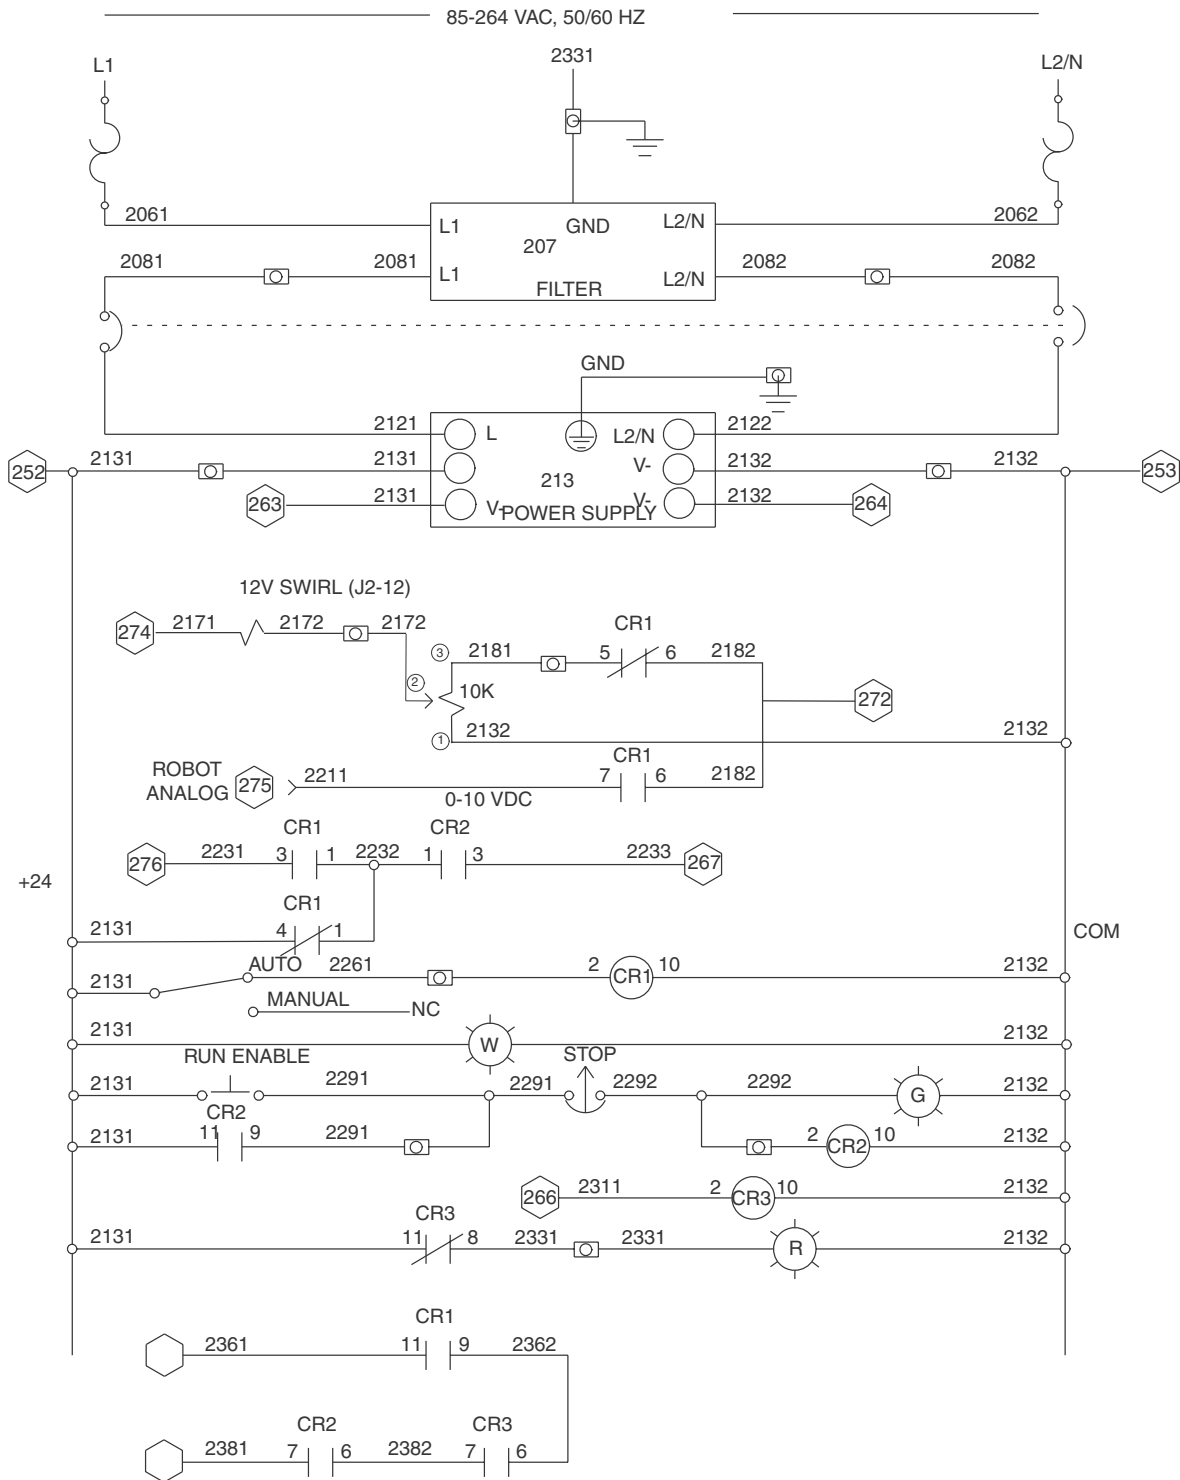 85-264 VAC, 50/60 HZ
2331
L1
L2/N
2061
L1
GND
L2/N
2062
207
2081
2081
L1
L2/N
2082
2082
FILTER
GND
2121
L
L2/N
2122
252
2131
2131
213
V-
2132
2132
253
263
2131
V-
POWER SUPPLY
V-
2132
264
12V SWIRL (J2-12)
274
2171
2172
2172
CR1
3
2181
5
6
2182
2
10K
272
1
2132
2132
ROBOT
ANALOG
275
2211
CR1
7
6
2182
0-10 VDC
CR1
CR2
276
2231
3
1
2232
1
3
2233
267
+24
CR1
2131
4
1
COM
AUTO
2261
2
CR1
10
2132
2131
MANUAL
NC
2131
W
2132
RUN ENABLE
STOP
2131
2291
2291
2292
2292
G
2132
CR2
2131
11
9
2291
2
CR2
10
2132
266
2311
2
CR3
10
2132
CR3
2131
11
8
2331
2331
R
2132
CR1
2361
11
9
2362
CR2
CR3
2381
7
6
2382
7
6